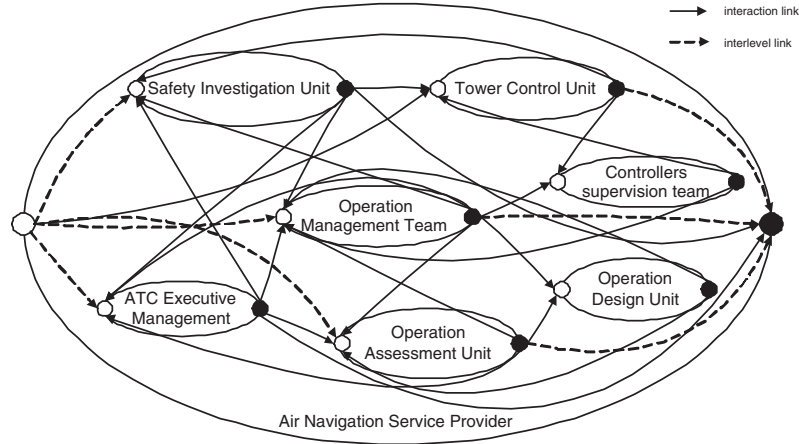 interaction link
interlevel link
Safety Investigation Unit
Tower Control Unit
Controllers
supervision team
Operation
Management Team
ATC Executive
Management
Operation
Design Unit
Operation
Assessment Unit
Air Navigation Service Provider